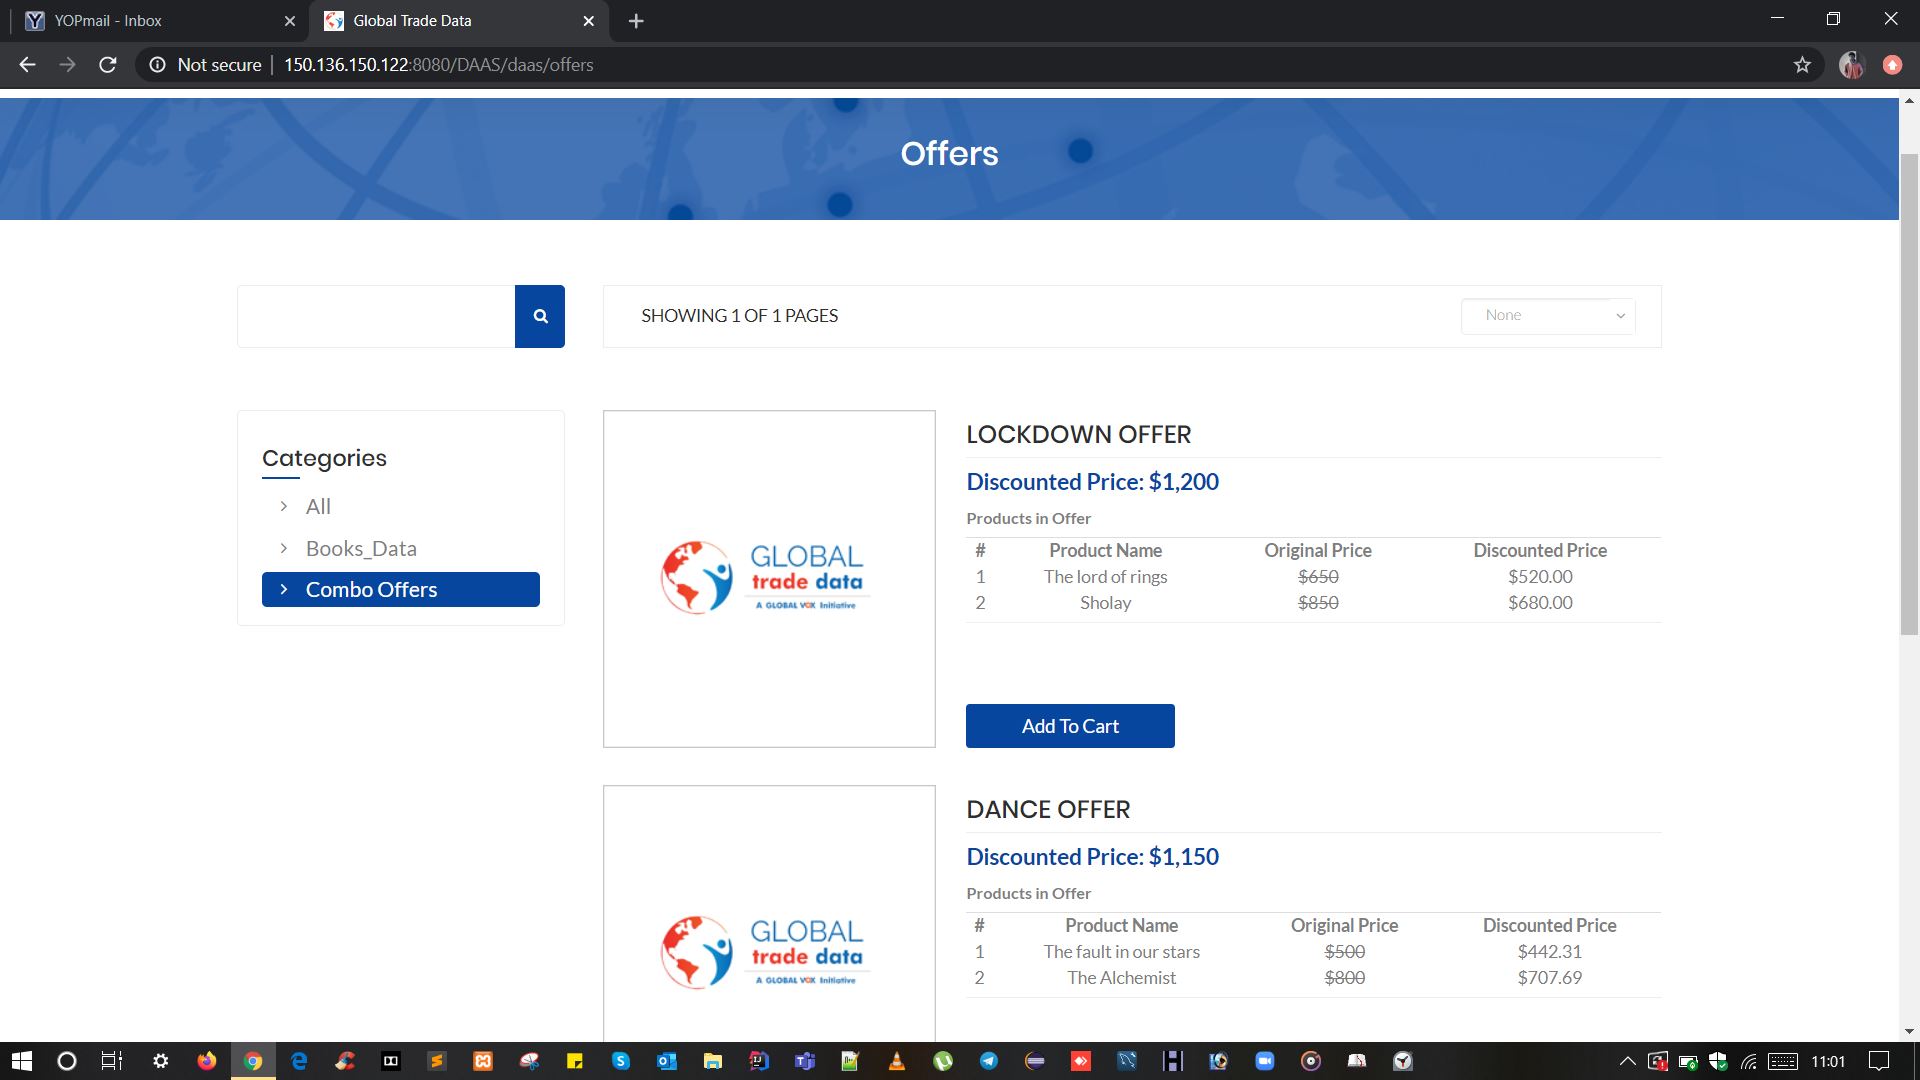 YOPmail - Inbox
Global Trade Data
Not secure
150.136.150.122:8080/DAAS/daas/offers
Offers
SHOWING 1 OF 1 PAGES
None
Categories
All
Books_Data
Combo Offers
GLOBAL
trade data
A GLOBAL VOX Initiative
LOCKDOWN OFFER
Discounted Price: $1,200
Products in Offer
# Product Name Original Price Discounted Price
1 The lord of rings $650 $520.00
2 Sholay $850 $680.00
Add To Cart
GLOBAL
trade data
A GLOBAL VOX Initiative
DANCE OFFER
Discounted Price: $1,150
Products in Offer
# Product Name Original Price Discounted Price
1 The fault in our stars $500 $442.31
2 The Alchemist $800 $707.69
11:01